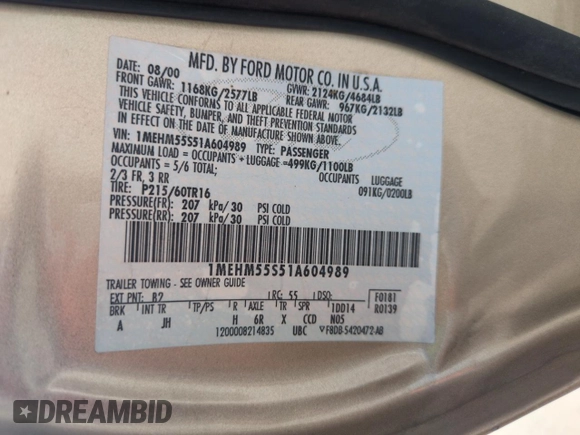 MFD. BY FORD MOTOR CO. IN U.S.A.
DATE: 08/00 GVWR: 2124KG/4684LB
FRONT GAWR: 1168KG/2577LB REAR GAWR: 967KG/2132LB
THIS VEHICLE CONFORMS TO ALL APPLICABLE FEDERAL MOTOR
VEHICLE SAFETY, BUMPER, AND THEFT PREVENTION STANDARDS
IN EFFECT ON THE DATE OF MANUFACTURE SHOWN ABOVE.
VIN: 1MEHM55S51A604989 TYPE: PASSENGER
MAXIMUM LOAD = OCCUPANTS + LUGGAGE =499KG/1100LB
OCCUPANTS = 5/6 TOTAL; OCCUPANTS LUGGAGE
2/3 FR, 3 RR 091KG/0200LB
TIRE: P215/60TR16
PRESSURE(FR): 207 kPa/30 PSI COLD
PRESSURE(RR): 207 kPa/30 PSI COLD
1MEHM55S51A604989
TRAILER TOWING - SEE OWNER GUIDE
EXT PNT: B2 RC: 55 DSO: F0181
BRK INT TR TP/PS R AXLE TR SPR 1DD14 R0139
A JH H 6R X CCD NOS
1200008214835 UBC F8DB-5420472-AB
DREAMBID